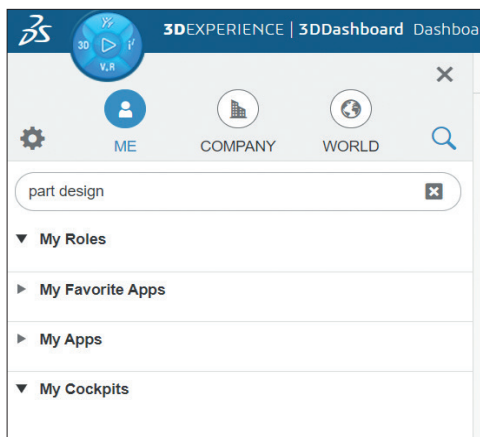 3DEXPERIENCE | 3DDashboard Dashboa
3D
V.R
ME
COMPANY
WORLD
part design
My Roles
My Favorite Apps
My Apps
My Cockpits